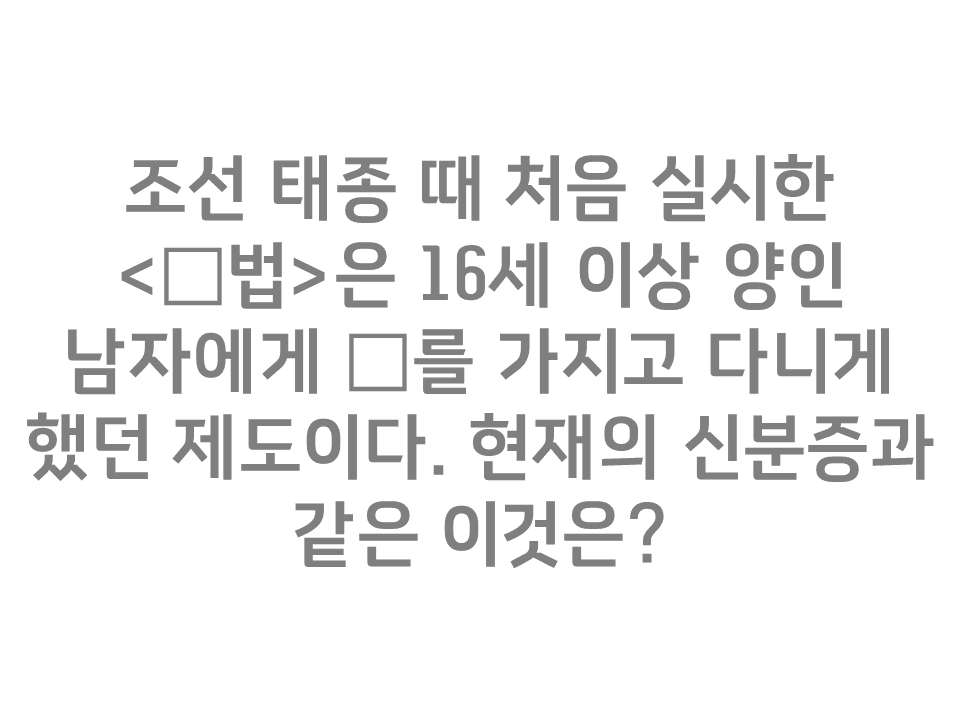 조선 태종 때 처음 실시한
<□법>은 16세 이상 양인
남자에게 □를 가지고 다니게
했던 제도이다. 현재의 신분증과
같은 이것은?